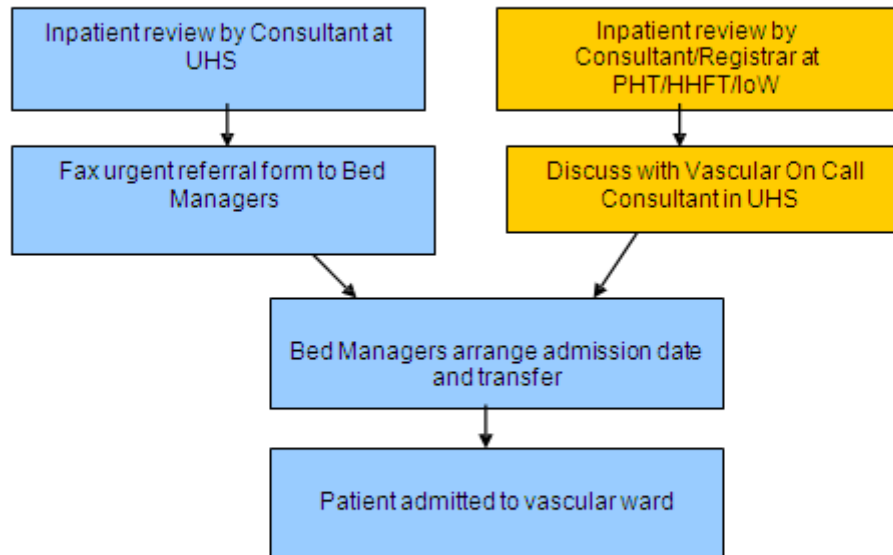 Inpatient review by Consultant at
UHS
Inpatient review by
Consultant/Registrar at
PHT/HHFT/IoW
Fax urgent referral form to Bed
Managers
Discuss with Vascular On Call
Consultant in UHS
Bed Managers arrange admission date
and transfer
Patient admitted to vascular ward